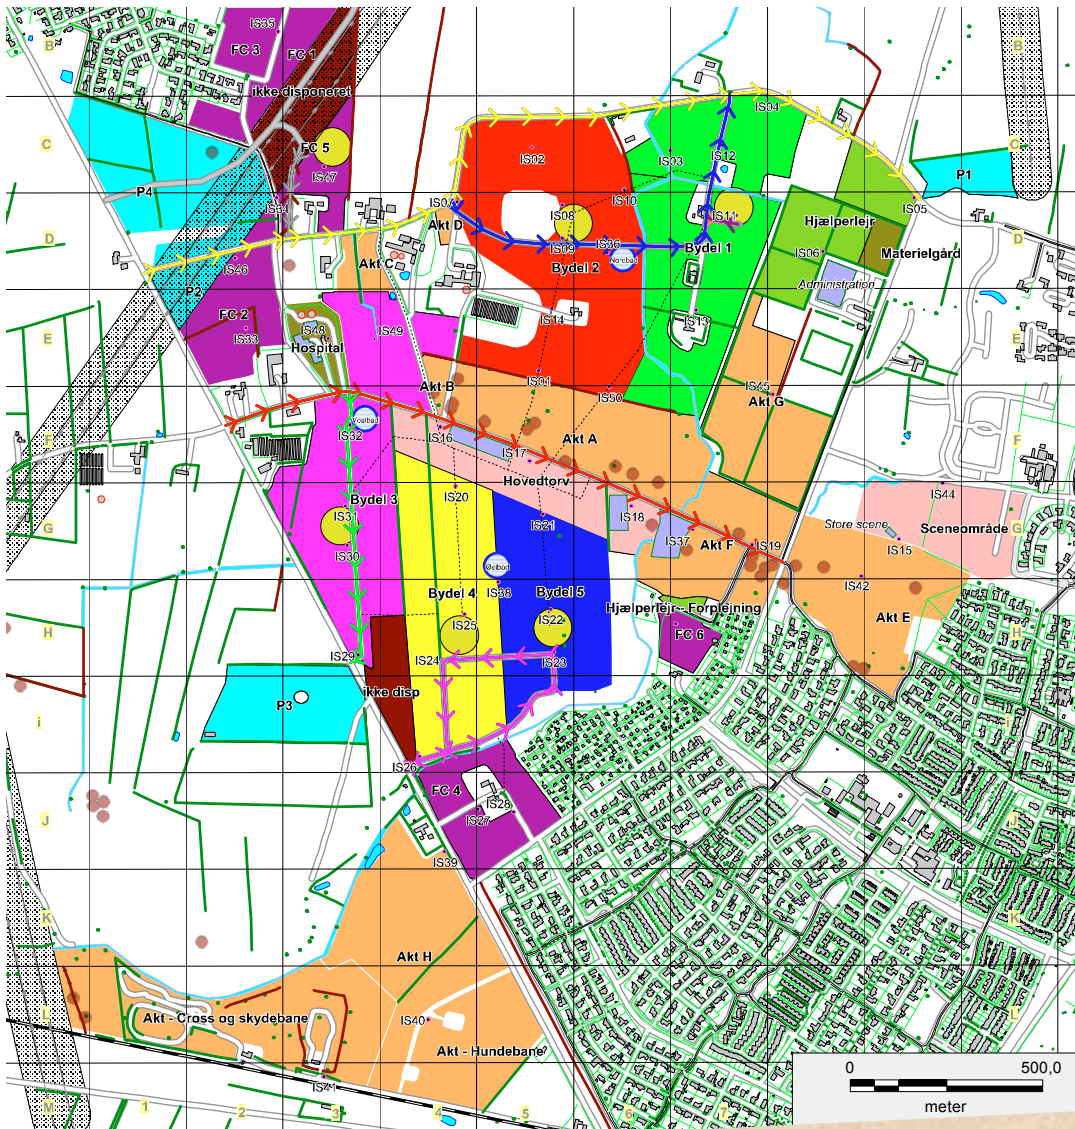 IS35
B
FC 3
FC 1
B
ikke disponeret
IS04
C
FC 5
IS02
IS03
IS12
C
IS47
P4
P1
IS34
IS07
IS08
IS10
IS11
IS05
D
Akt D
Hjælperlejr
D
IS09
IS36
Bydel 1
IS46
Akt C
Nordbad
Bydel 2
IS06
Materielgård
P2
Administration
FC 2
IS14
IS13
E
IS33
IS48
IS49
E
Hospital
IS01
Akt B
IS50
IS45
Akt G
Vestbad
F
IS32
IS16
Akt A
F
IS17
Hovedtorv
IS44
IS20
Bydel 3
IS31
IS18
G
IS21
Store scene
Sceneområde
G
IS37
Akt F
IS19
IS15
IS30
Østbad
IS42
IS38
Bydel 4
Bydel 5
Hjælperlejr - Forplejning
IS25
IS22
Akt E
H
FC 6
H
IS29
IS24
IS23
ikke disp
P3
i
i
IS26
FC 4
IS28
J
IS27
J
IS39
K
K
Akt H
L
Akt - Cross og skydebane
IS40
L
Akt - Hundebane
0
500,0
IS41
meter
M
1
2
3
4
5
6
7